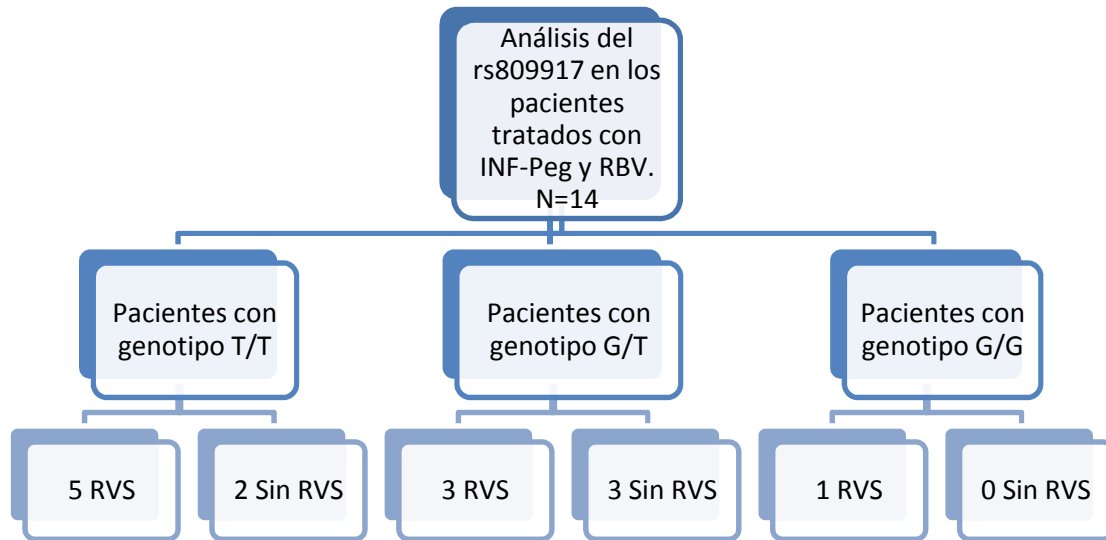 Análisis del
rs809917 en los
pacientes
tratados con
INF-Peg y RBV.
N=14
Pacientes con
genotipo T/T
Pacientes con
genotipo G/T
Pacientes con
genotipo G/G
5 RVS
2 Sin RVS
3 RVS
3 Sin RVS
1 RVS
0 Sin RVS